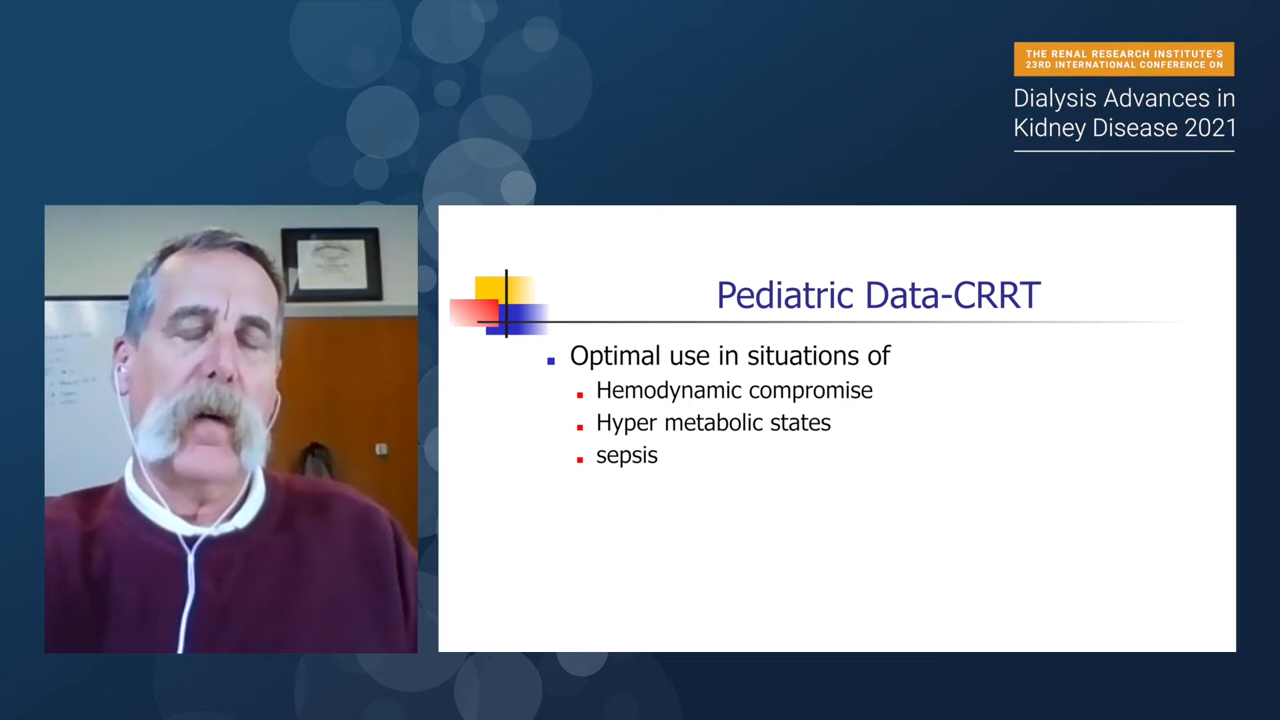 THE RENAL RESEARCH INSTITUTE'S
23RD INTERNATIONAL CONFERENCE ON
Dialysis Advances in
Kidney Disease 2021
Pediatric Data-CRRT
Optimal use in situations of
Hemodynamic compromise
Hyper metabolic states
sepsis